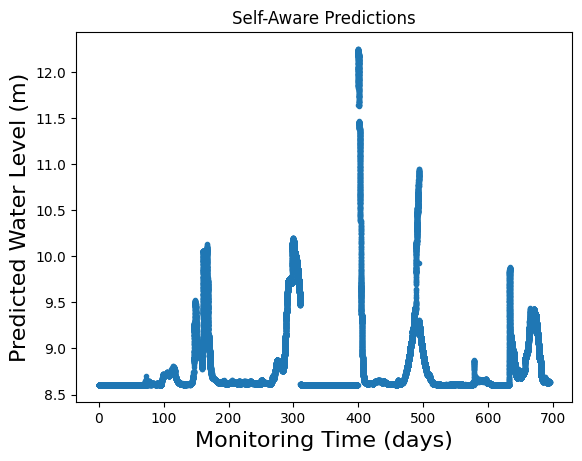 Self-Aware Predictions
Predicted Water Level (m)
12.0
11.5
11.0
10.5
10.0
9.5
9.0
8.5
0 100 200 300 400 500 600 700
Monitoring Time (days)